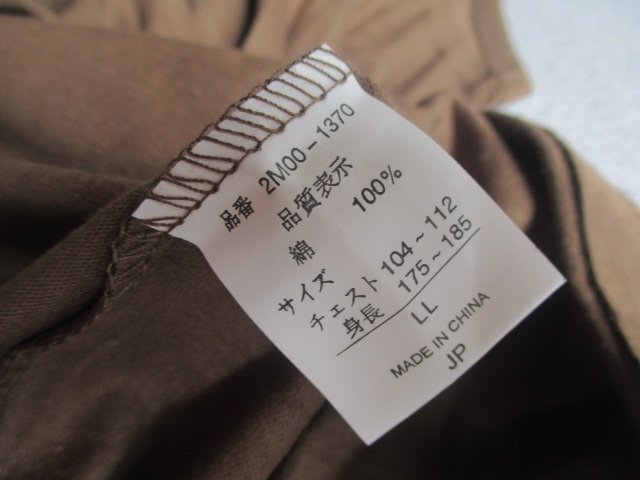 品番 2M00-1370
品質表示
綿 100%
サイズ
チェスト 104~112
身長 175~185
LL
MADE IN CHINA
JP